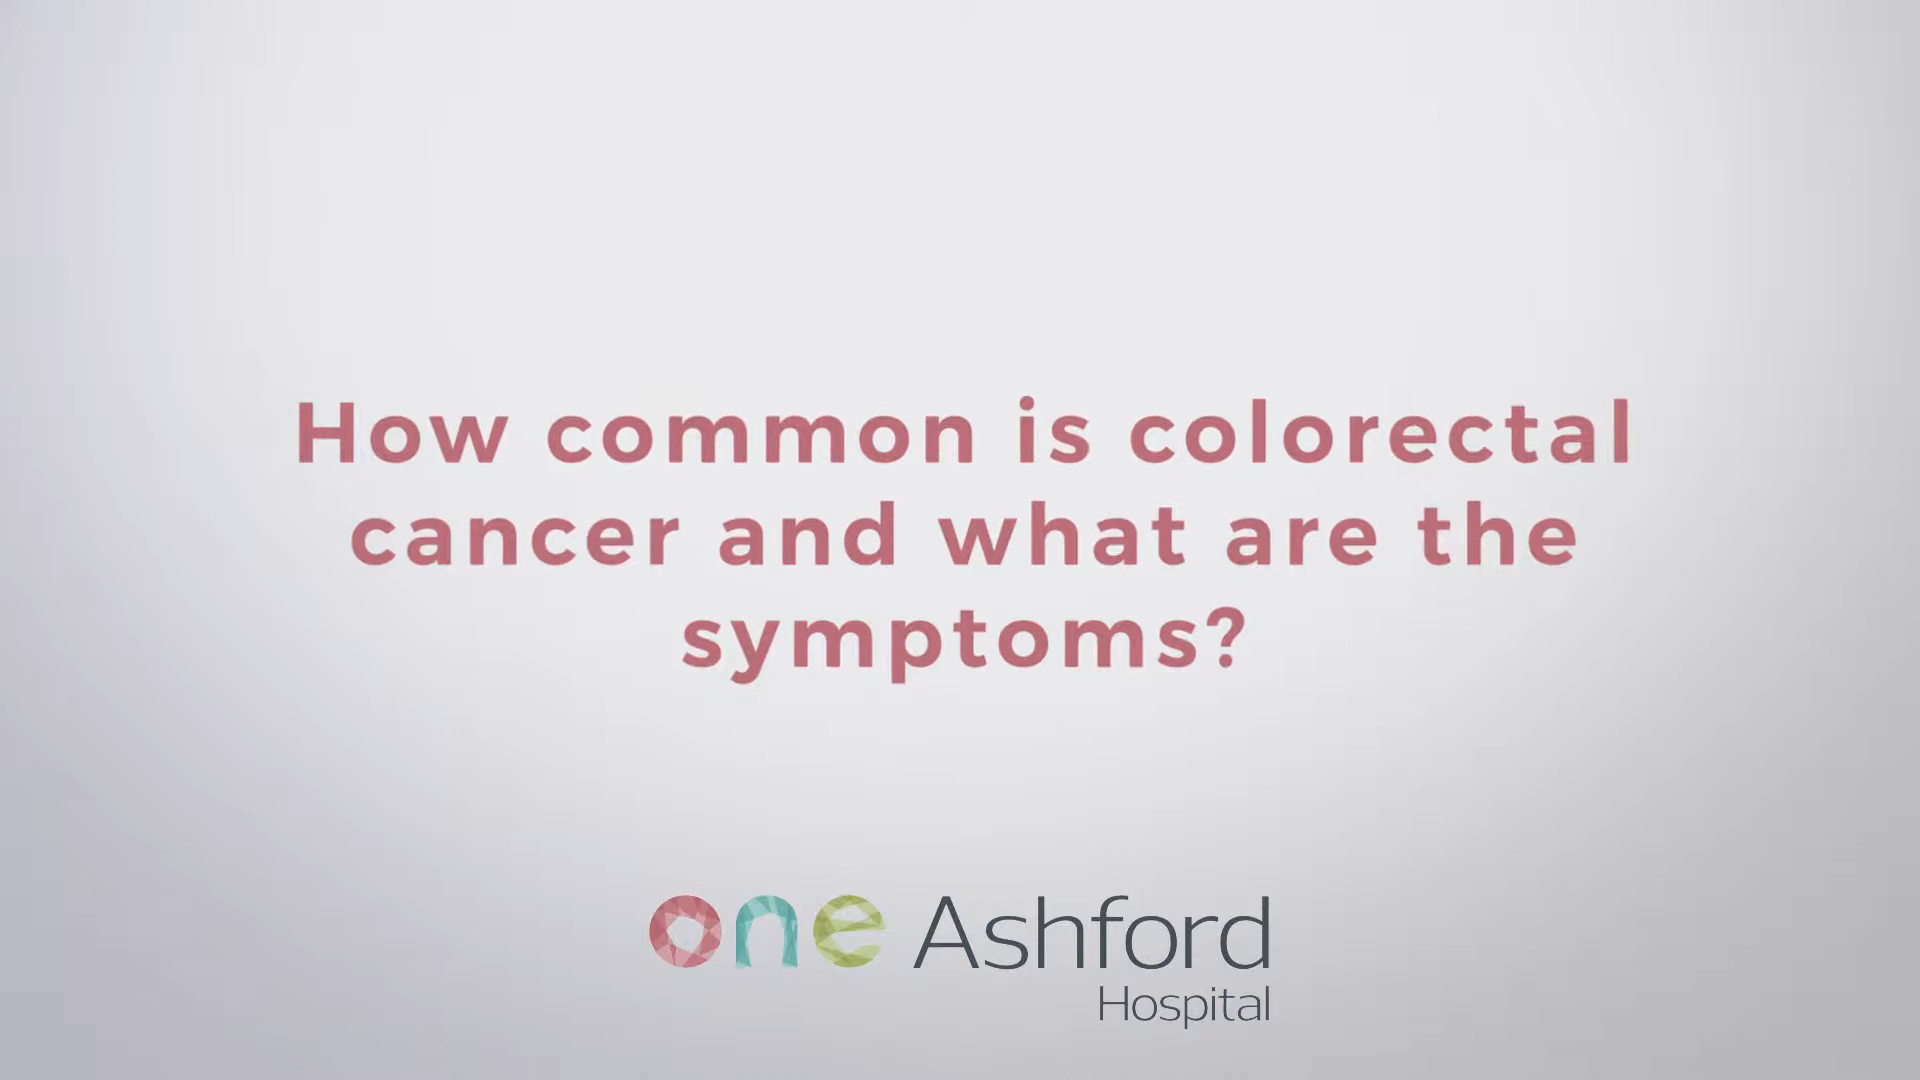 How common is colorectal
cancer and what are the
symptoms?
one Ashford
Hospital